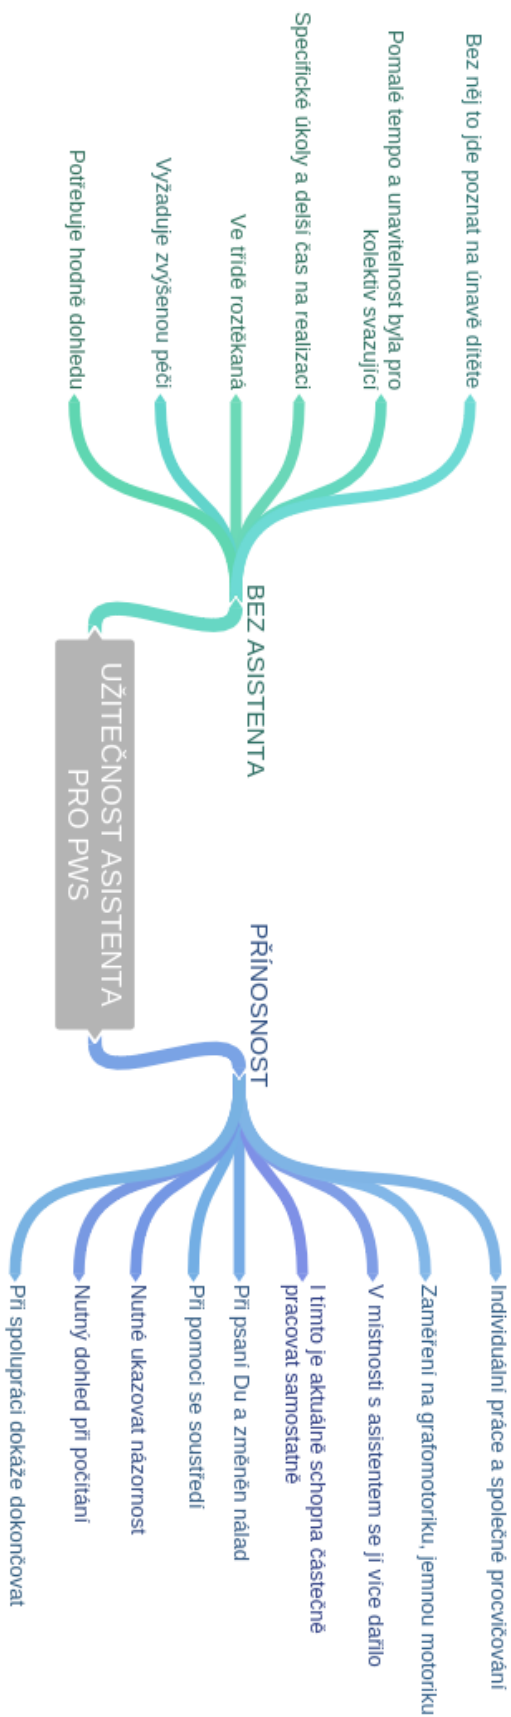 UŽITEČNOST ASISTENTA
PRO PWS
BEZ ASISTENTA
Bez něj to jde poznat na únavě dítěte
Pomalé tempo a unavitelnost byla pro
kolektiv svazující
Specifické úkoly a delší čas na realizaci
Ve třídě roztěkaná
Vyžaduje zvýšenou péči
Potřebuje hodně dohledu
PŘÍNOSNOST
Individuální práce a společné procvičování
Zaměření na grafomotoriku, jemnou motoriku
V místnosti s asistentem se jí více dařilo
I tímto je aktuálně schopna částečně
pracovat samostatně
Při psaní Du a změněn nálad
Při pomoci se soustředí
Nutné ukazovat názornost
Nutný dohled při počítání
Při spolupráci dokáže dokončovat